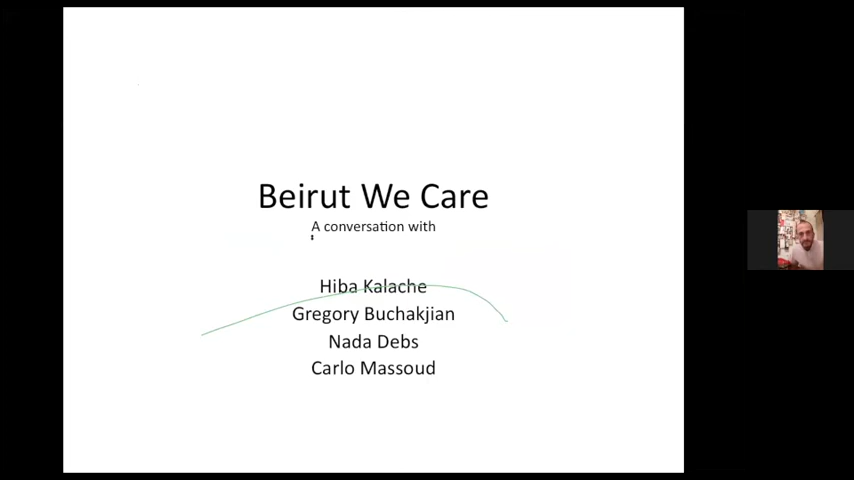 Beirut We Care
A conversation with
Hiba Kalache
Gregory Buchakjian
Nada Debs
Carlo Massoud